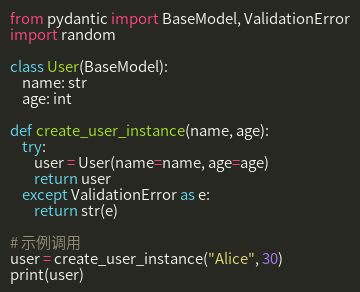 from pydantic import BaseModel, ValidationError
import random

class User(BaseModel):
    name: str
    age: int

def create_user_instance(name, age):
    try:
        user = User(name=name, age=age)
        return user
    except ValidationError as e:
        return str(e)

# 示例调用
user = create_user_instance("Alice", 30)
print(user)